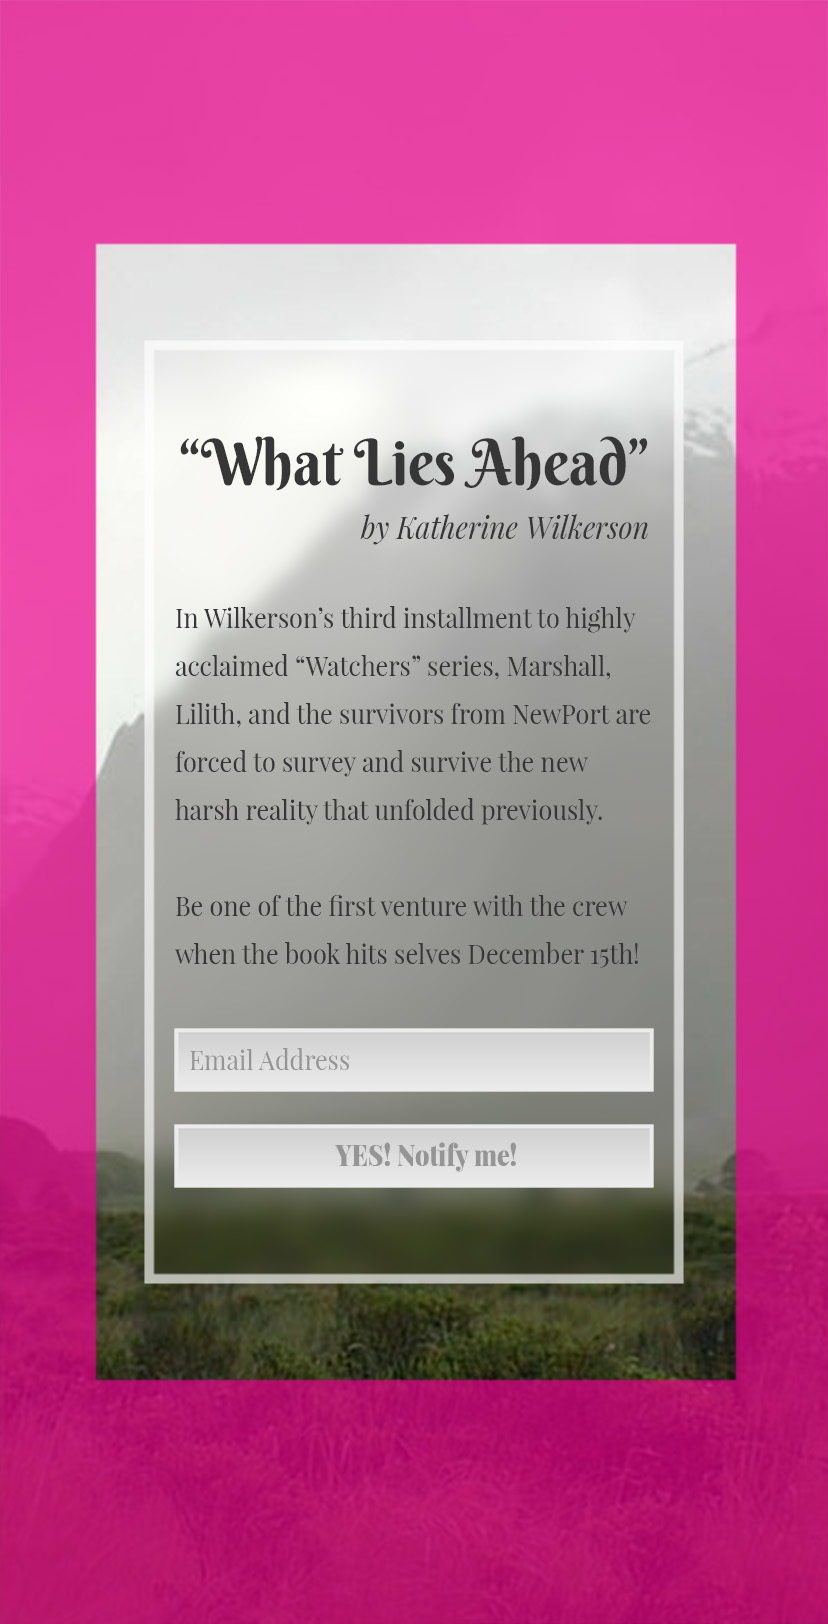 “What Lies Ahead”
by Katherine Wilkerson
In Wilkerson’s third installment to highly
acclaimed “Watchers” series, Marshall,
Lilith, and the survivors from NewPort are
forced to survey and survive the new
harsh reality that unfolded previously.
Be one of the first venture with the crew
when the book hits selves December 15th!
Email Address
YES! Notify me!